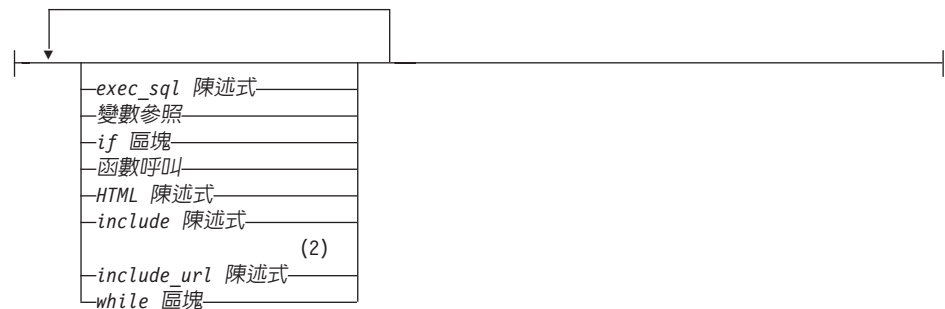 exec_sql 陳述式
變數參照
if 區塊
函數呼叫
HTML 陳述式
include 陳述式
(2)
include_url 陳述式
while 區塊